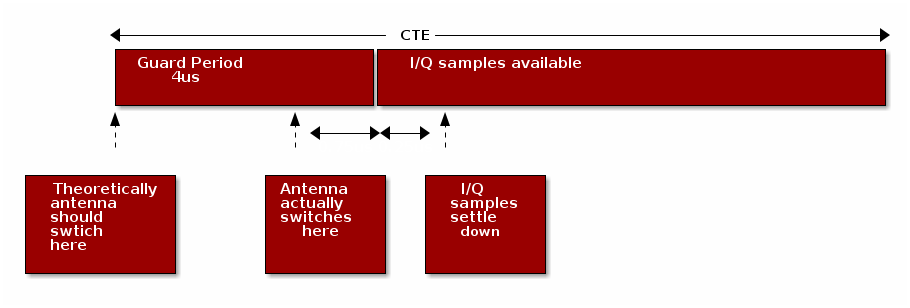 CTE
Guard Period
4us
I/Q samples available
Theoretically
antenna
should
swtich
here
Antenna
actually
switches
here
I/Q
samples
settle
down